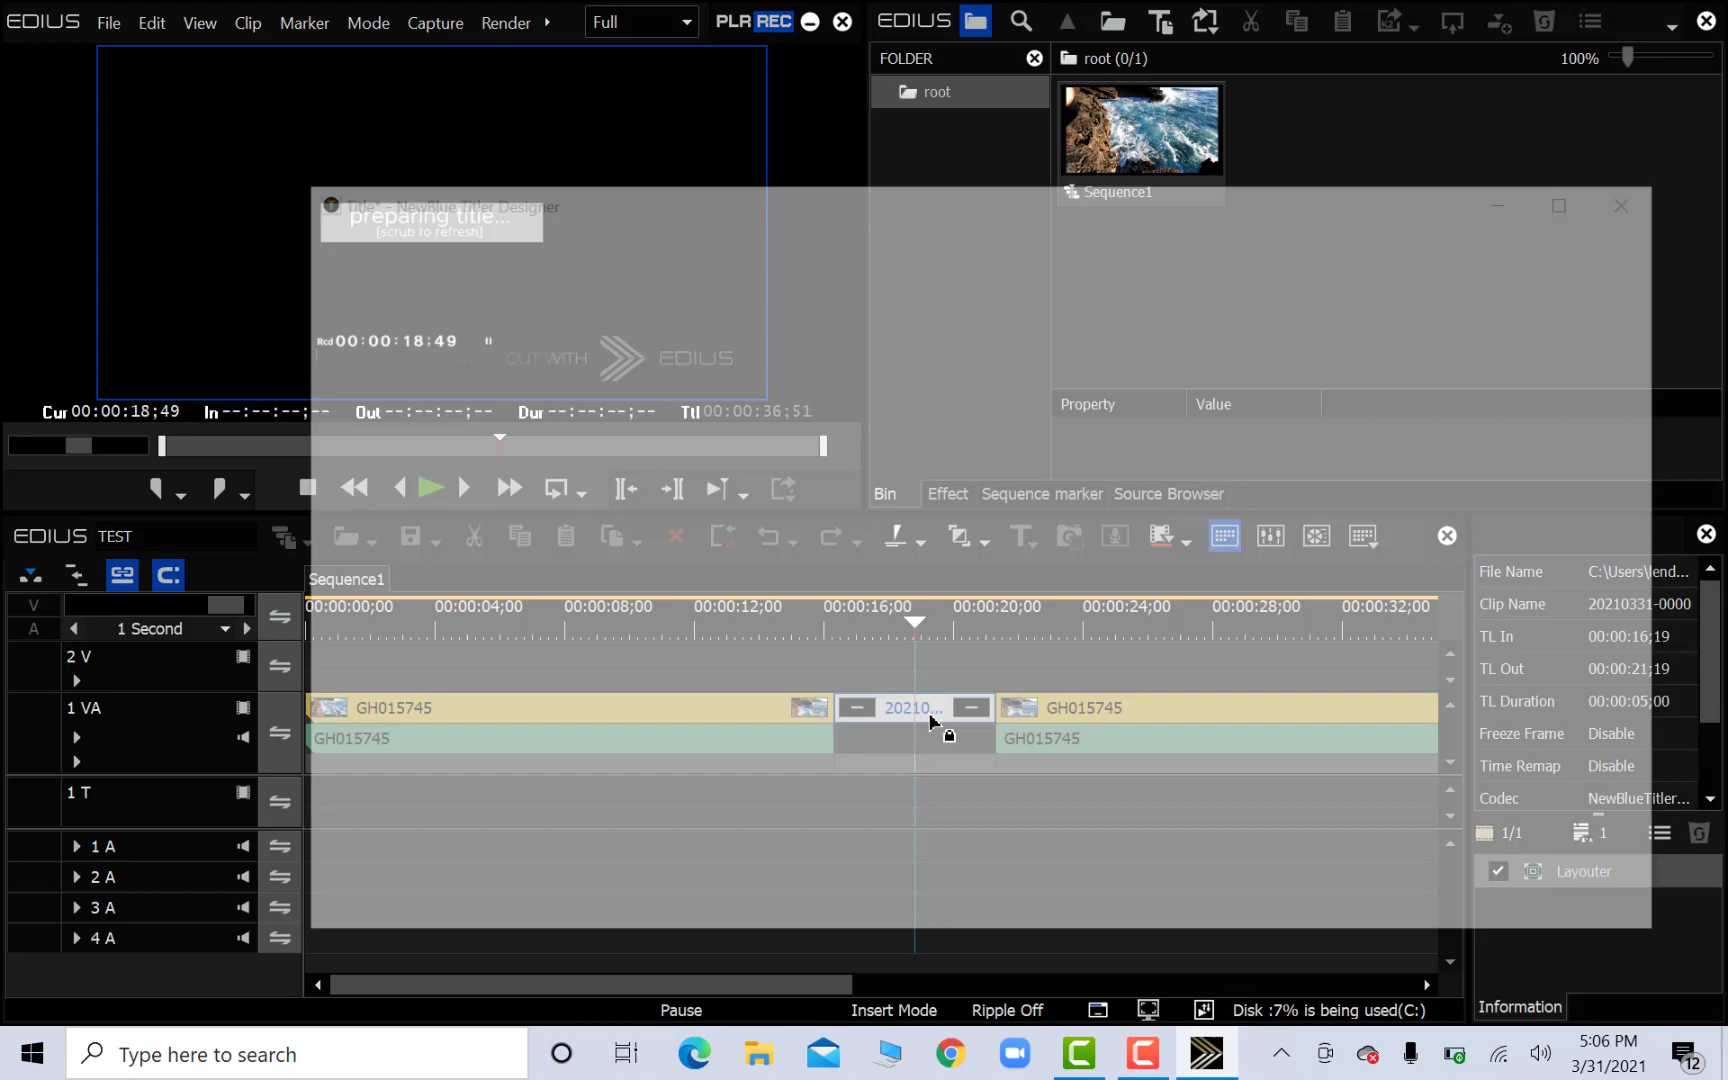 EDIUS File Edit View Clip Marker Mode Capture Render Full PLR REC
EDIUS
FOLDER
root (0/1)
100%
root
Sequence1
Title* - NewBlue Titler Designer
preparing title...
[scrub to refresh]
Rcd 00:00:18;49
OUT WITH EDIUS
Property Value
Cur 00:00:18;49 In --:--:--;-- Out --:--:--;-- Dur --:--:--;-- Ttl 00:00:36;51
Bin Effect Sequence marker Source Browser
EDIUS TEST
Sequence1
V
A
1 Second
00:00:00;00 00:00:04;00 00:00:08;00 00:00:12;00 00:00:16;00 00:00:20;00 00:00:24;00 00:00:28;00 00:00:32;00
2 V
1 VA
GH015745 20210... GH015745
GH015745 GH015745
1 T
1 A
2 A
3 A
4 A
File Name C:\Users\lend...
Clip Name 20210331-0000
TL In 00:00:16;19
TL Out 00:00:21;19
TL Duration 00:00:05;00
Freeze Frame Disable
Time Remap Disable
Codec NewBlueTitler...
1/1 1
Layouter
Information
Pause Insert Mode Ripple Off Disk :7% is being used(C:)
Type here to search
5:06 PM
3/31/2021
12